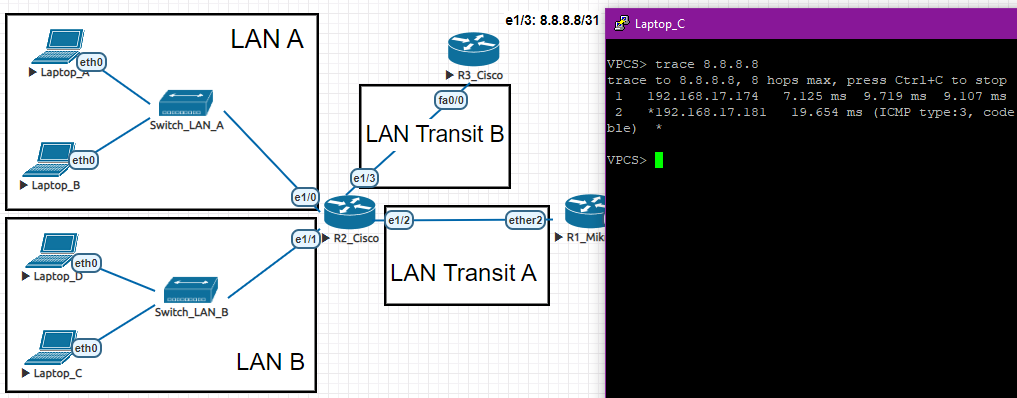 LAN A
eth0
Laptop_A
Switch_LAN_A
eth0
Laptop_B
e1/0
e1/3: 8.8.8.8/31
R3_Cisco
fa0/0
LAN Transit B
e1/3
R2_Cisco
e1/2
ether2
R1_Mik
LAN Transit A
e1/1
eth0
Laptop_D
Switch_LAN_B
eth0
Laptop_C
LAN B
Laptop_C
VPCS> trace 8.8.8.8
trace to 8.8.8.8, 8 hops max, press Ctrl+C to stop
1 192.168.17.174 7.125 ms 9.719 ms 9.107 ms
2 *192.168.17.181 19.654 ms (ICMP type:3, code
ble) *
VPCS>